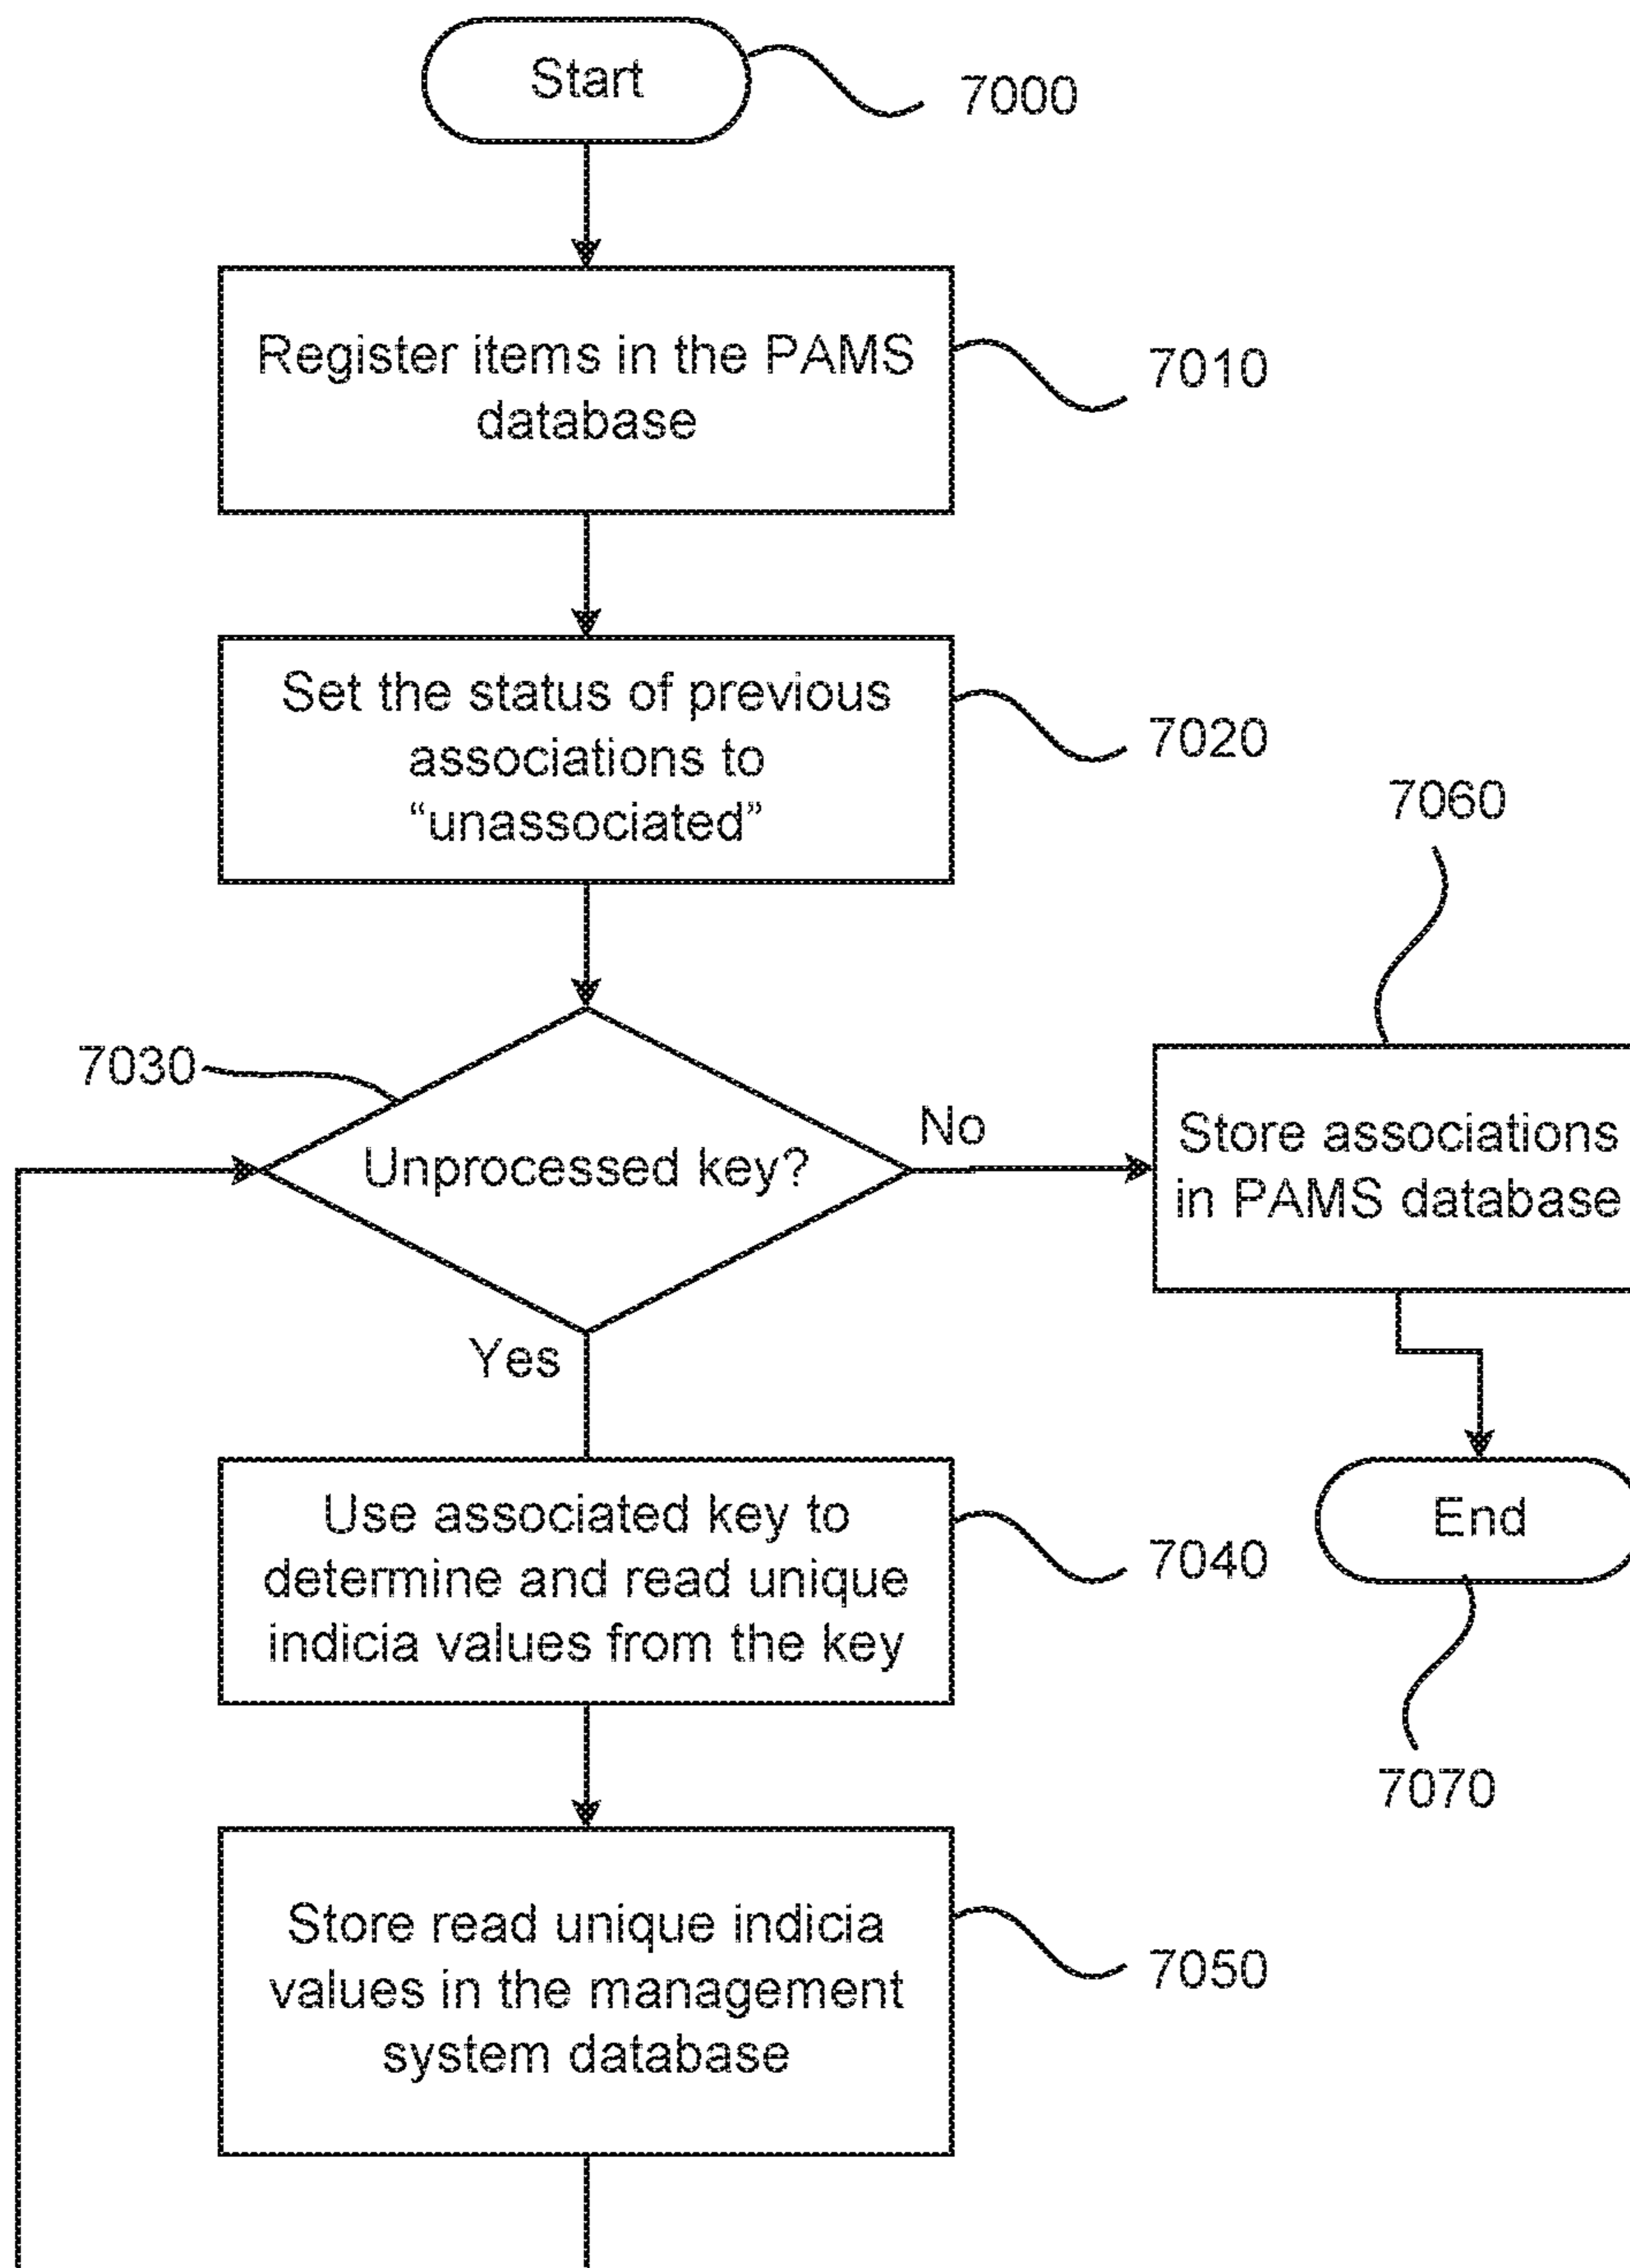 Start
7000
Register items in the PAMS
database
7010
Set the status of previous
associations to
“unassociated”
7020
7030
Unprocessed key?
No
Yes
7060
Store associations
in PAMS database
End
7070
Use associated key to
determine and read unique
indicia values from the key
7040
Store read unique indicia
values in the management
system database
7050